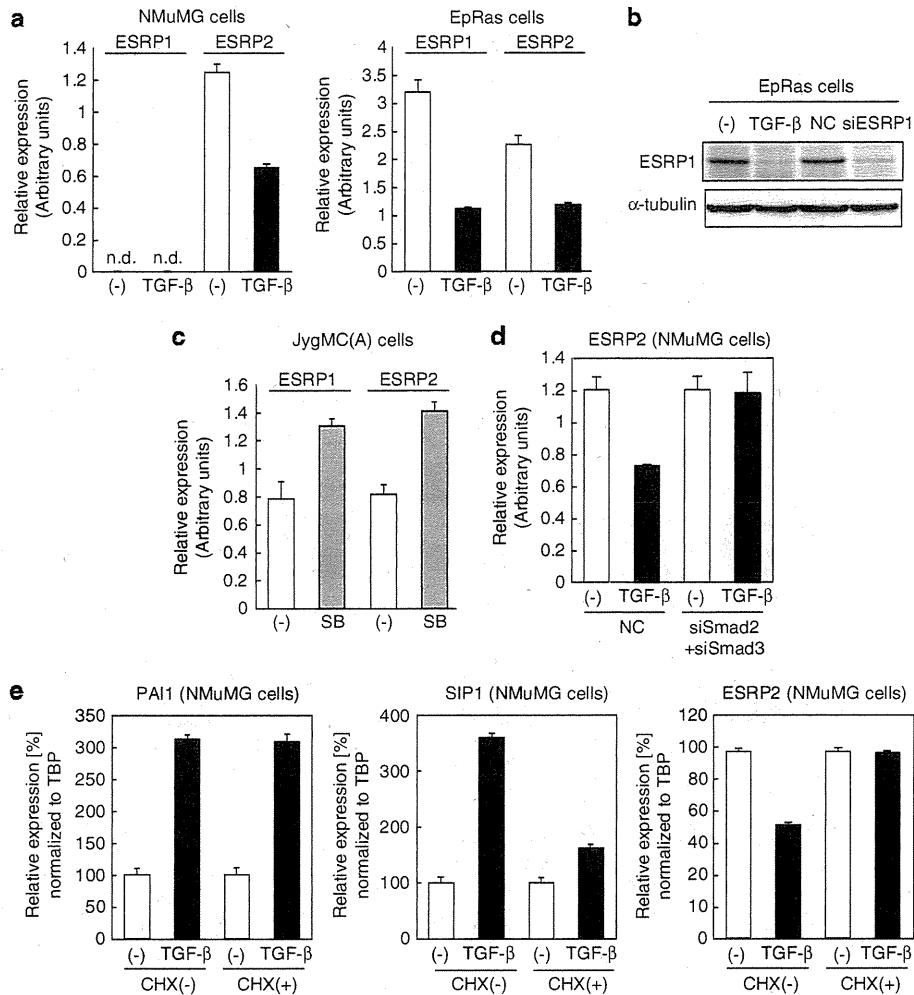 a
NMuMG cells
ESRP1 ESRP2
Relative expression
(Arbitrary units)
1.4
1.2
1
0.8
0.6
0.4
0.2
0
n.d. n.d.
(-) TGF-β (-) TGF-β
EpRas cells
ESRP1 ESRP2
Relative expression
(Arbitrary units)
4
3.5
3
2.5
2
1.5
1
0.5
0
(-) TGF-β (-) TGF-β
b
EpRas cells
(-) TGF-β NC siESRP1
ESRP1
α-tubulin
c
JygMC(A) cells
ESRP1 ESRP2
Relative expression
(Arbitrary units)
1.6
1.4
1.2
1
0.8
0.6
0.4
0.2
0
(-) SB (-) SB
d
ESRP2 (NMuMG cells)
Relative expression
(Arbitrary units)
1.4
1.2
1
0.8
0.6
0.4
0.2
0
(-) TGF-β (-) TGF-β
NC siSmad2
+siSmad3
e
PAI1 (NMuMG cells)
Relative expression [%]
normalized to TBP
350
300
250
200
150
100
50
0
(-) TGF-β (-) TGF-β
CHX(-) CHX(+)
SIP1 (NMuMG cells)
Relative expression [%]
normalized to TBP
400
300
200
100
0
(-) TGF-β (-) TGF-β
CHX(-) CHX(+)
ESRP2 (NMuMG cells)
Relative expression [%]
normalized to TBP
120
100
80
60
40
20
0
(-) TGF-β (-) TGF-β
CHX(-) CHX(+)